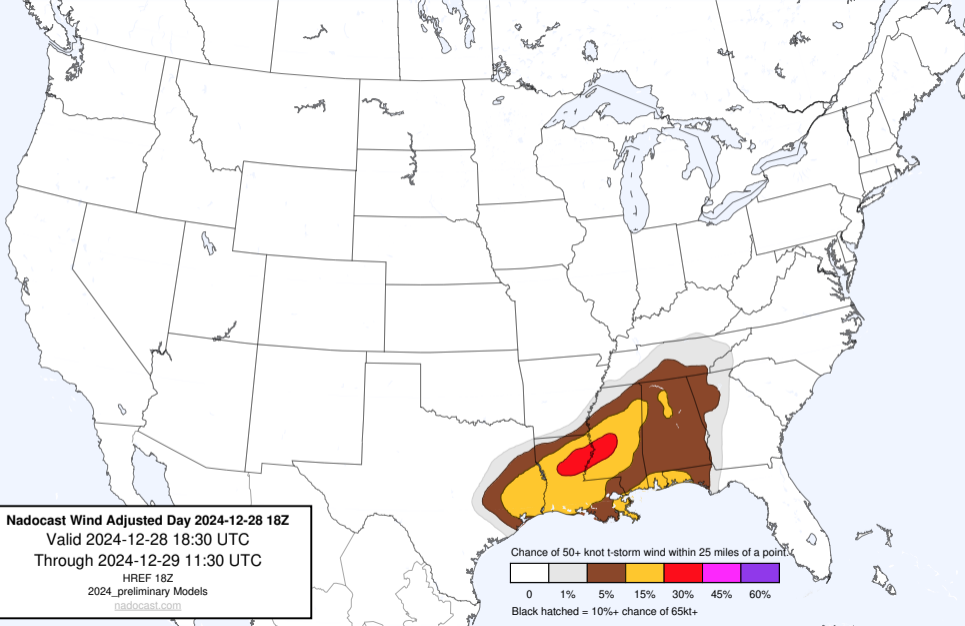 Nadocast Wind Adjusted Day 2024-12-28 18Z
Valid 2024-12-28 18:30 UTC
Through 2024-12-29 11:30 UTC
HREF 18Z
2024_preliminary Models
nadocast.com
Chance of 50+ knot t-storm wind within 25 miles of a point.
0 1% 5% 15% 30% 45% 60%
Black hatched = 10%+ chance of 65kt+